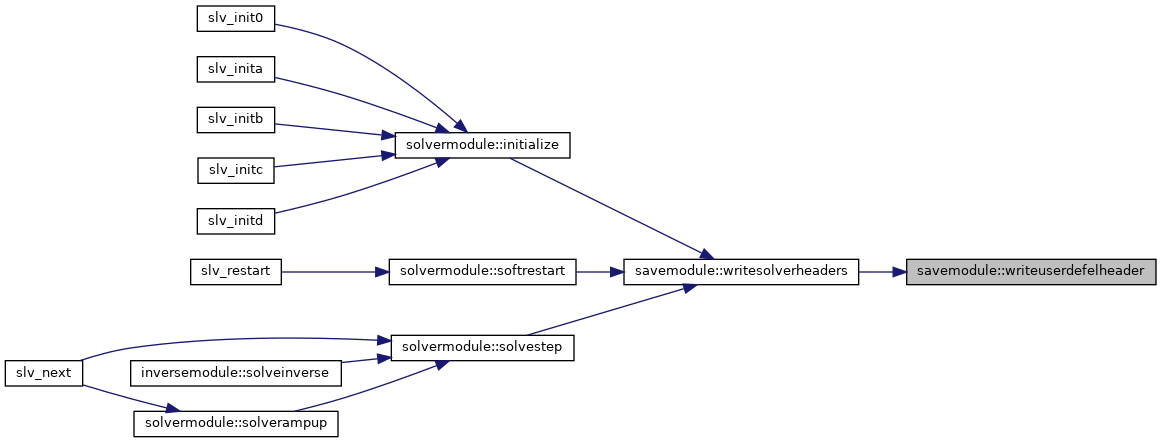 slv_init0
slv_inita
slv_initb
solvermodule::initialize
slv_initc
slv_initd
slv_restart
solvermodule::softrestart
savemodule::writesolverheaders
savemodule::writeuserdefelheader
solvermodule::solvestep
slv_next
inversemodule::solveinverse
solvermodule::solverampup